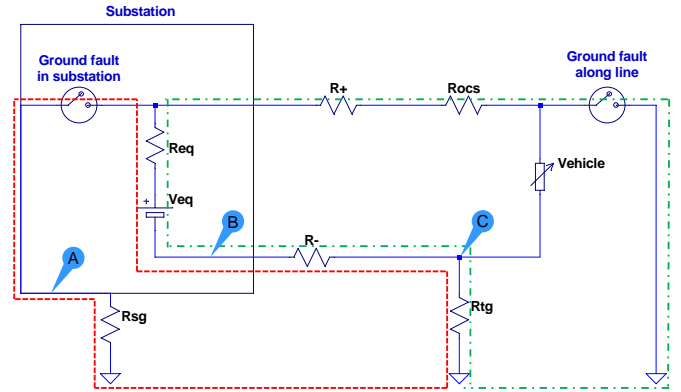 Substation
Ground fault
in substation
Ground fault
along line
R+
Rocs
Req
Vehicle
+
Veq
B
C
R-
A
Rsg
Rtg